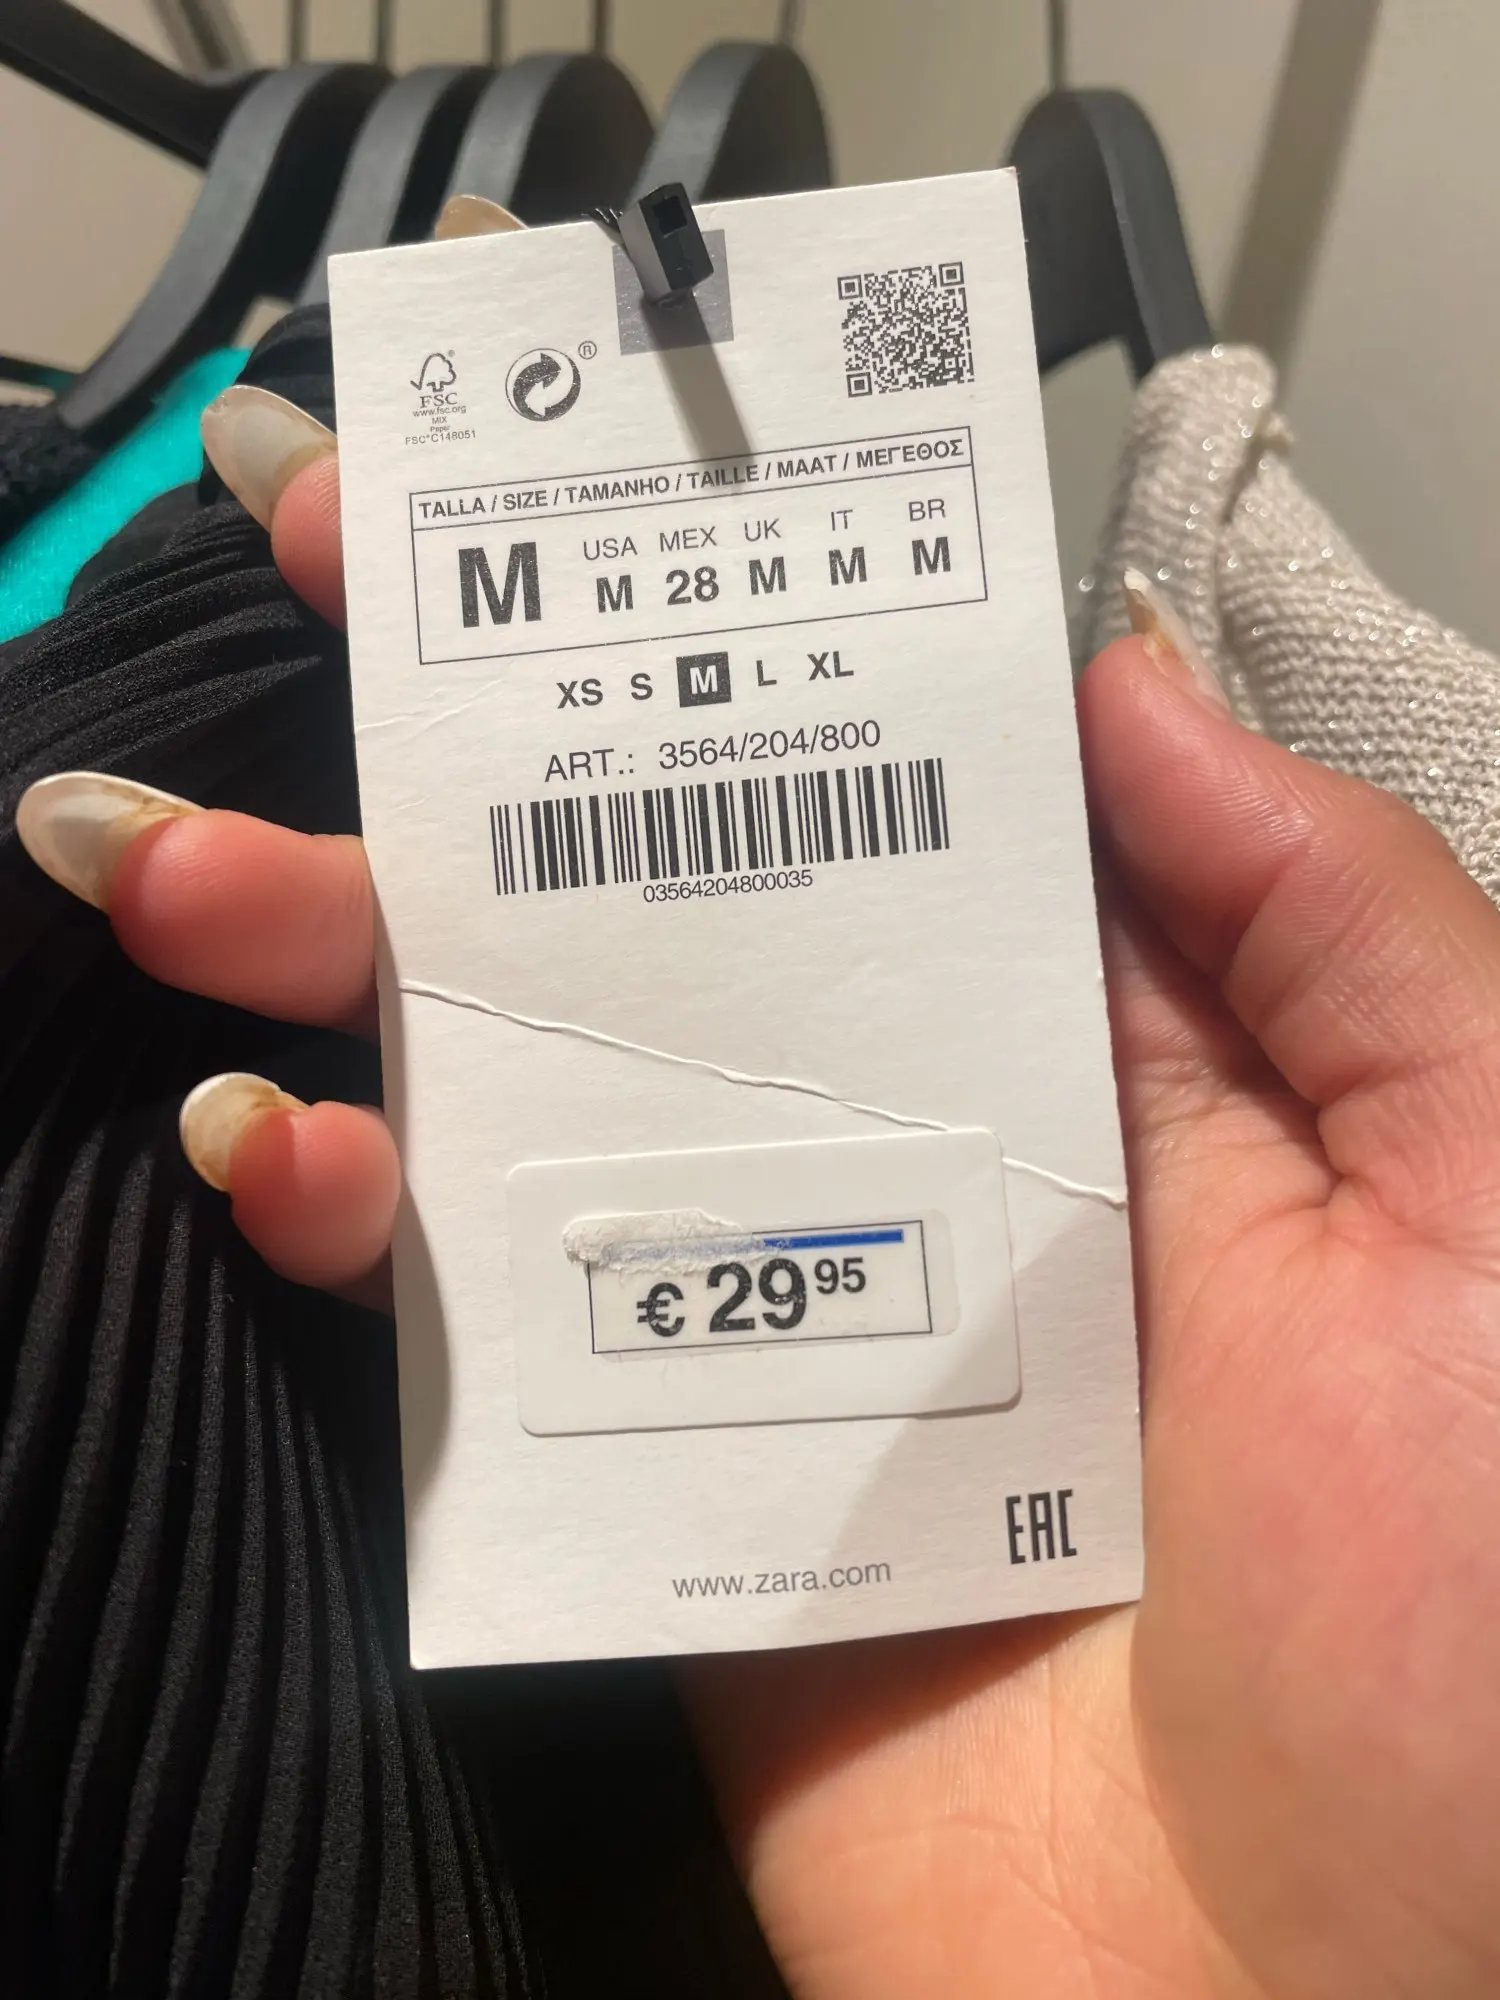 FSC
www.fsc.org
MIX
Paper
FSC® C148051
®
TALLA / SIZE / TAMANHO / TAILLE / MAAT / ΜΕΓΕΘΟΣ
M
USA MEX UK IT BR
M 28 M M M
XS S M L XL
ART.: 3564/204/800
03564204800035
€ 29 95
EAC
www.zara.com